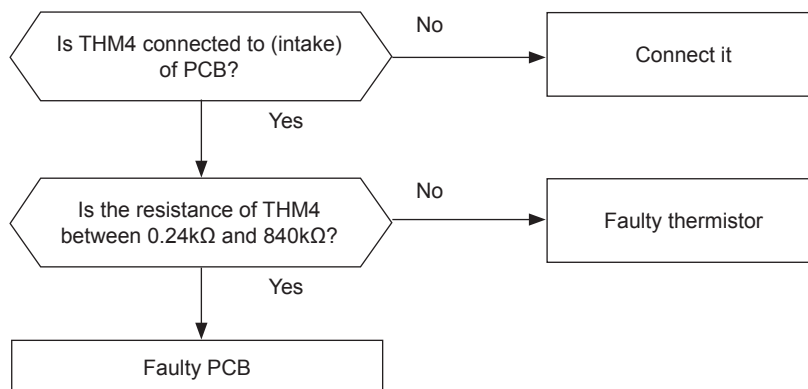 Is THM4 connected to (intake)
of PCB?
No
Connect it
Yes
Is the resistance of THM4
between 0.24kΩ and 840kΩ?
No
Faulty thermistor
Yes
Faulty PCB